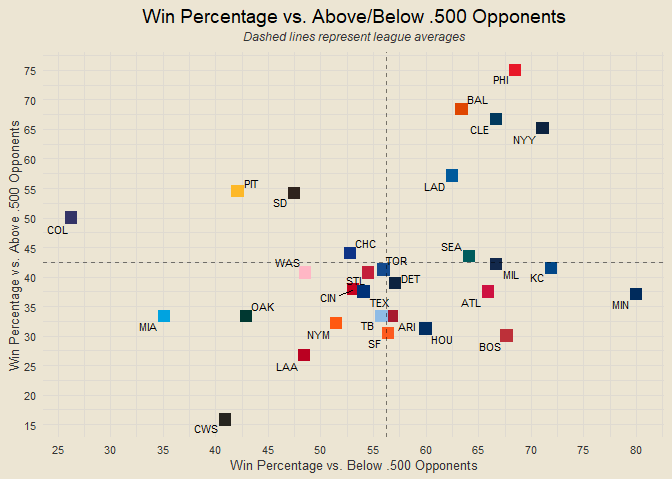 Win Percentage vs. Above/Below .500 Opponents
Dashed lines represent league averages
Win Percentage vs. Above .500 Opponents
75
70
65
60
55
50
45
40
35
30
25
20
15
PHI
BAL
CLE
NYY
LAD
PIT
SD
COL
CHC
SEA
WAS
TOR
STL
DET
MIL
KC
CIN
TEX
ATL
MIN
OAK
MIA
NYM
TB
ARI
SF
HOU
BOS
LAA
CWS
25 30 35 40 45 50 55 60 65 70 75 80
Win Percentage vs. Below .500 Opponents